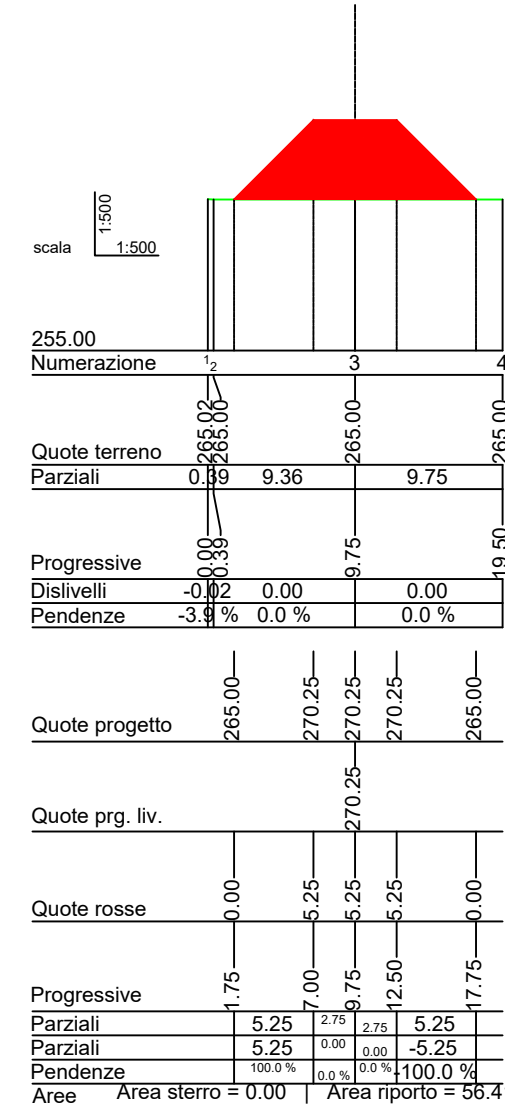 1:500
scala 1:500
255.00
Numerazione 1 2 3 4
Quote terreno 265.02 265.00 265.00 265.00
Parziali 0.39 9.36 9.75
Progressive 0.00 0.39 9.75 19.50
Dislivelli -0.02 0.00 0.00
Pendenze -3.9 % 0.0 % 0.0 %
Quote progetto 265.00 270.25 270.25 270.25 265.00
Quote prg. liv. 270.25
Quote rosse 0.00 5.25 5.25 5.25 0.00
Progressive 1.75 7.00 9.75 12.50 17.75
Parziali 5.25 2.75 2.75 5.25
Parziali 5.25 0.00 0.00 -5.25
Pendenze 100.0 % 0.0 % 0.0 % -100.0 %
Aree Area sterro = 0.00 | Area riporto = 56.4